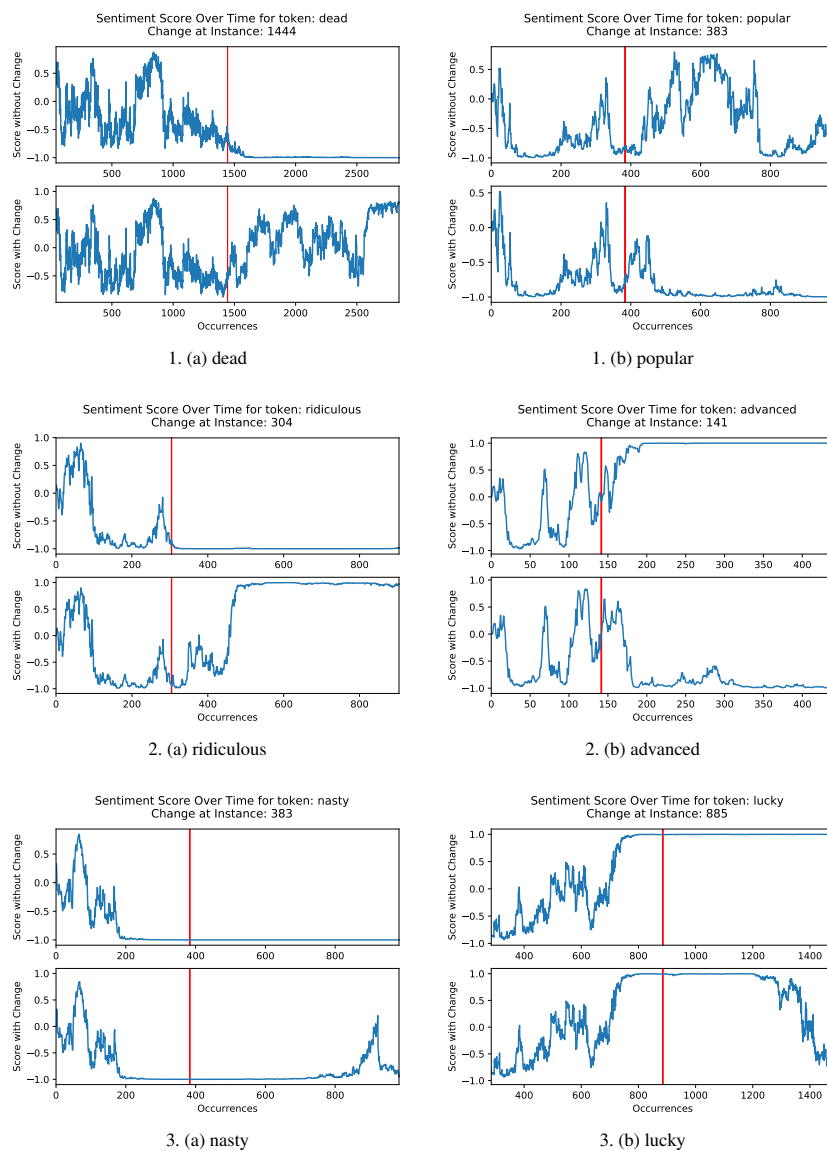 Sentiment Score Over Time for token: dead
Change at Instance: 1444
Score without Change
0.5
0.0
−0.5
−1.0
500 1000 1500 2000 2500
Score with Change
1.0
0.5
0.0
−0.5
500 1000 1500 2000 2500
Occurrences
1. (a) dead
Sentiment Score Over Time for token: popular
Change at Instance: 383
Score without Change
0.5
0.0
−0.5
−1.0
0 200 400 600 800
Score with Change
0.5
0.0
−0.5
−1.0
0 200 400 600 800
Occurrences
1. (b) popular
Sentiment Score Over Time for token: ridiculous
Change at Instance: 304
Score without Change
1.0
0.5
0.0
−0.5
−1.0
0 200 400 600 800
Score with Change
1.0
0.5
0.0
−0.5
−1.0
0 200 400 600 800
Occurrences
2. (a) ridiculous
Sentiment Score Over Time for token: advanced
Change at Instance: 141
Score without Change
1.0
0.5
0.0
−0.5
−1.0
0 50 100 150 200 250 300 350 400
Score with Change
1.0
0.5
0.0
−0.5
−1.0
0 50 100 150 200 250 300 350 400
Occurrences
2. (b) advanced
Sentiment Score Over Time for token: nasty
Change at Instance: 383
Score without Change
0.5
0.0
−0.5
−1.0
0 200 400 600 800
Score with Change
1.0
0.5
0.0
−0.5
−1.0
0 200 400 600 800
Occurrences
3. (a) nasty
Sentiment Score Over Time for token: lucky
Change at Instance: 885
Score without Change
1.0
0.5
0.0
−0.5
−1.0
400 600 800 1000 1200 1400
Score with Change
1.0
0.5
0.0
−0.5
−1.0
400 600 800 1000 1200 1400
Occurrences
3. (b) lucky